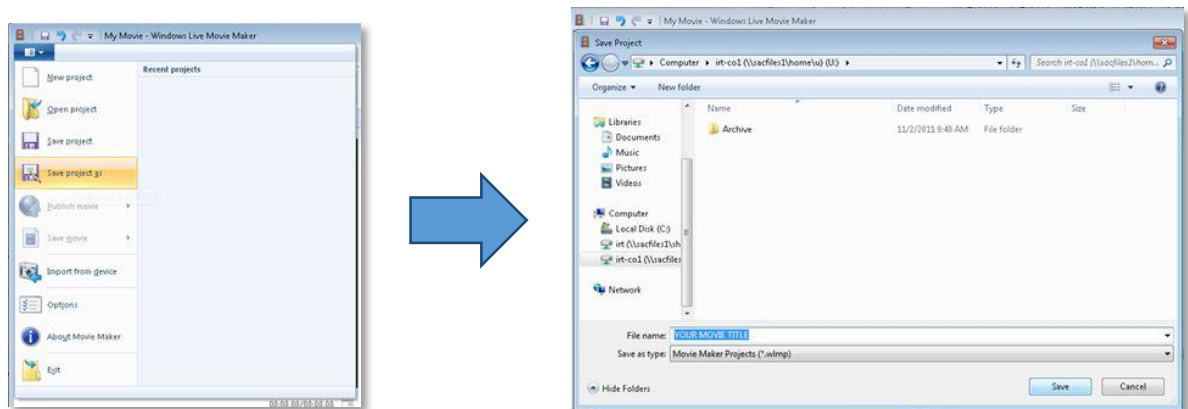 My Movie - Windows Live Movie Maker
Recent projects
New project
Open project
Save project
Save project as
Publish movie
Save movie
Import from device
Options
About Movie Maker
Exit
00:00.00/00:00.00
My Movie - Windows Live Movie Maker
Save Project
Computer irt-co1 (\\sacfiles1\home\u) (U:)
Search irt-co1 (\\sacfiles1\hom...
Organize New folder
Name Date modified Type Size
Archive 11/2/2011 9:40 AM File folder
Libraries
Documents
Music
Pictures
Videos
Computer
Local Disk (C:)
irt (\\sacfiles1\sh
irt-co1 (\\sacfiles
Network
File name: YOUR MOVIE TITLE
Save as type: Movie Maker Projects (*.wlmp)
Hide Folders
Save Cancel